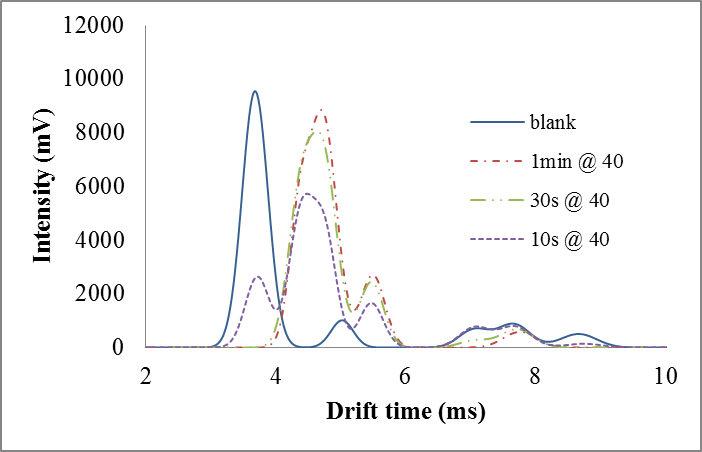 12000
10000
8000
6000
4000
2000
0
Intensity (mV)
blank
1min @ 40
30s @ 40
10s @ 40
2 4 6 8 10
Drift time (ms)